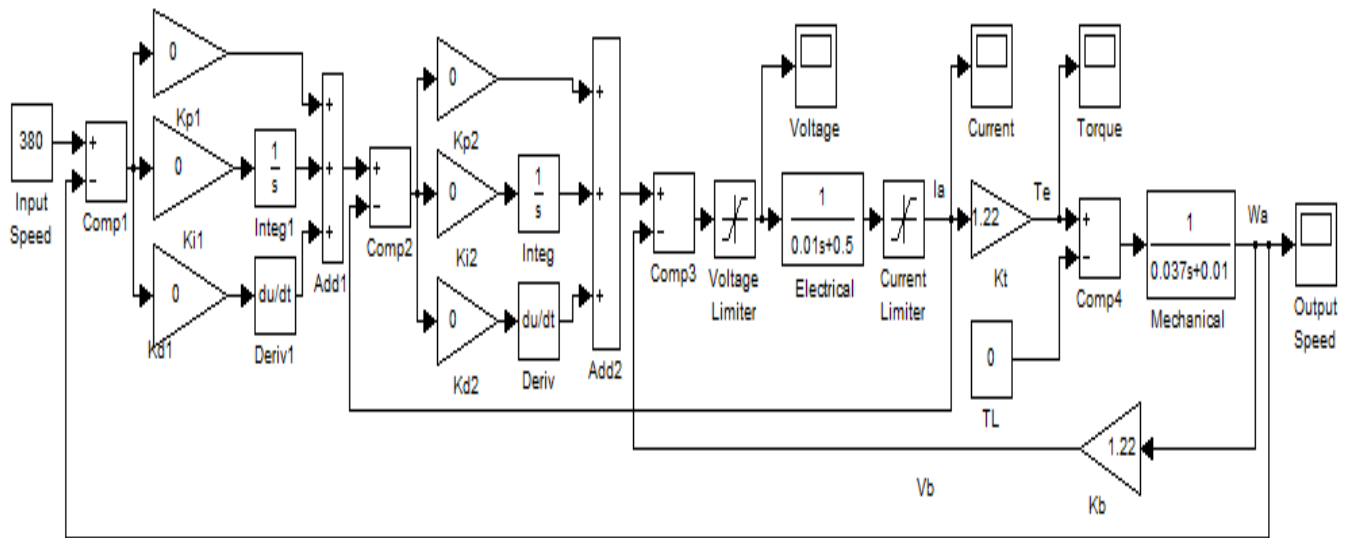 0
Kp1
380
Input
Speed
+
−
Comp1
0
Ki1
1
s
Integ1
0
Kd1
du/dt
Deriv1
+
+
+
Add1
+
−
Comp2
0
Kp2
0
Ki2
1
s
Integ
0
Kd2
du/dt
Deriv
+
+
+
Add2
+
−
Comp3
Voltage
Limiter
Voltage
1
0.01s+0.5
Electrical
Current
Limiter
Ia
Current
1.22
Kt
Te
Torque
+
−
Comp4
0
TL
1
0.037s+0.01
Mechanical
Wa
Output
Speed
1.22
Kb
Vb